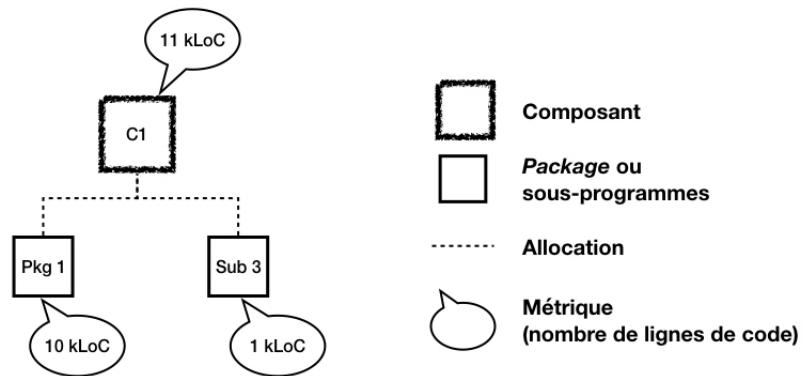 11 kLoC
C1
Pkg 1
Sub 3
10 kLoC
1 kLoC
Composant
Package ou
sous-programmes
Allocation
Métrique
(nombre de lignes de code)